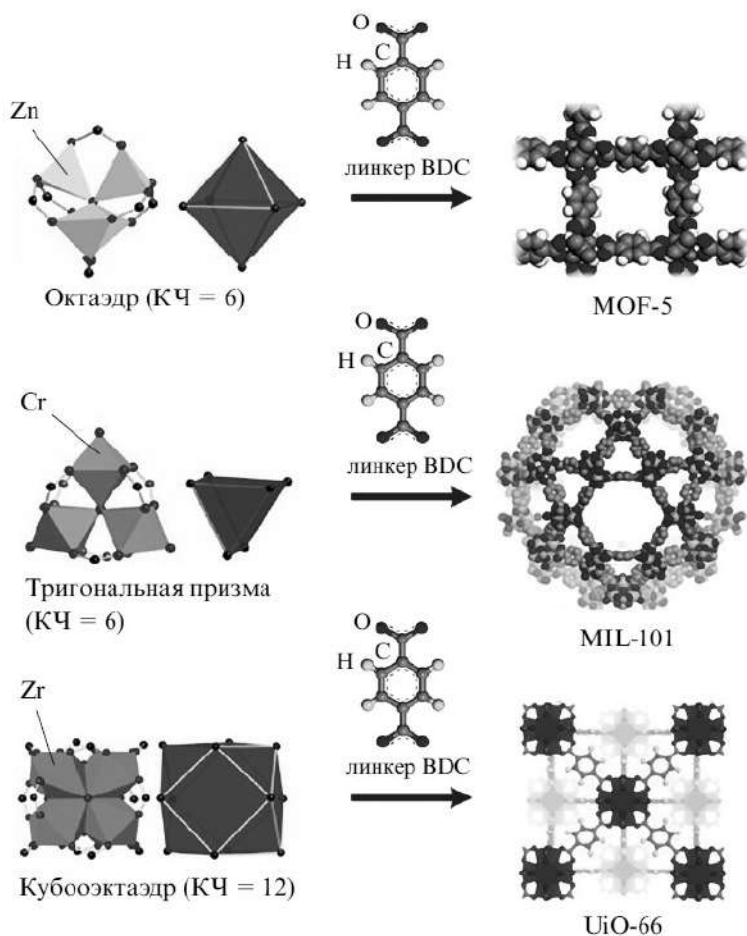 O
C
H
Zn
линкер BDC
Октаэдр (КЧ = 6)
MOF-5
O
C
H
Cr
линкер BDC
Тригональная призма
(КЧ = 6)
MIL-101
O
C
H
Zr
линкер BDC
Кубооэктаэдр (КЧ = 12)
UiO-66